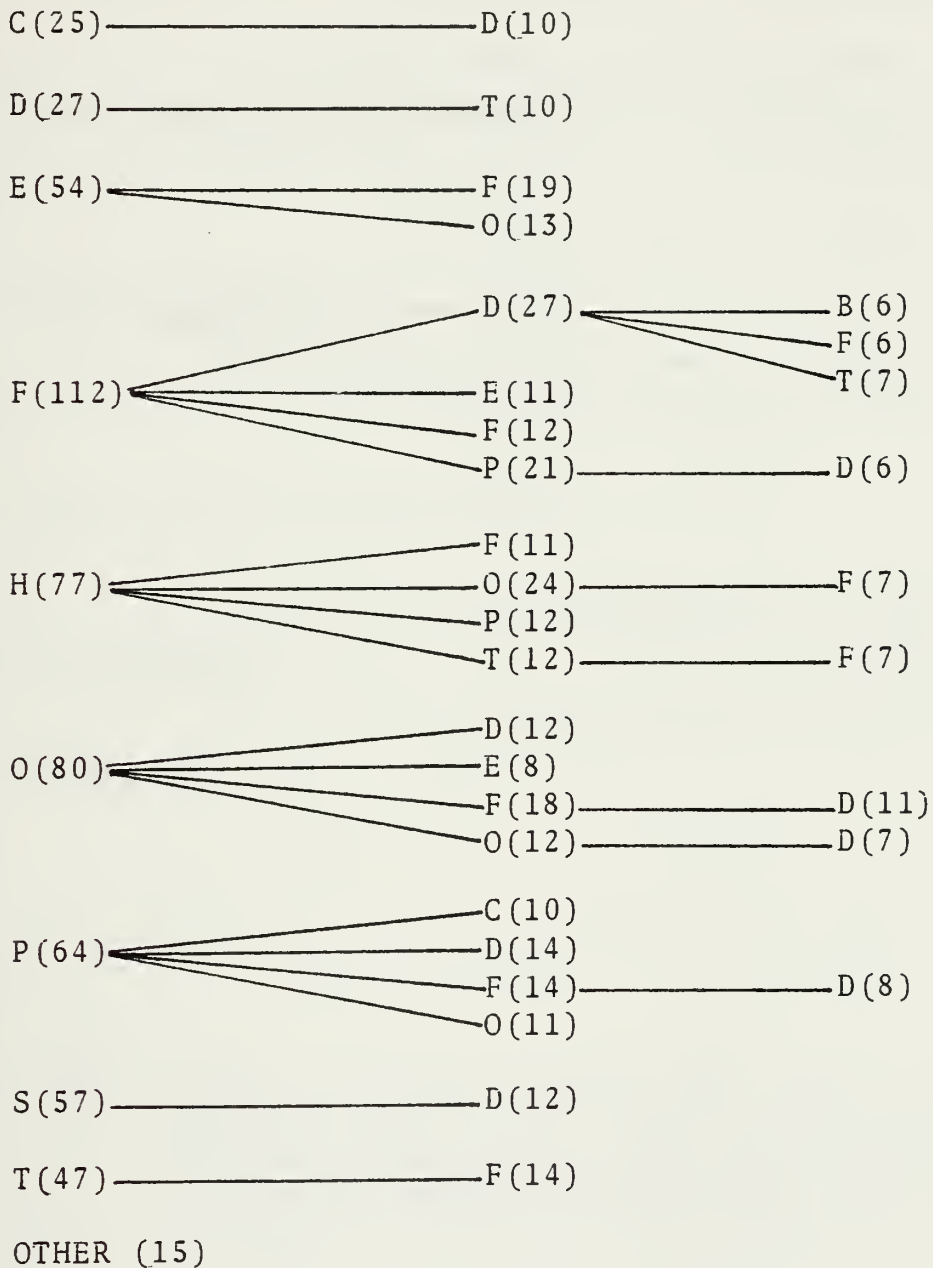 C(25) D(10)
D(27) T(10)
E(54) F(19)
O(13)
D(27) B(6)
F(6)
T(7)
F(112) E(11)
F(12)
P(21) D(6)
F(11)
H(77) O(24) F(7)
P(12)
T(12) F(7)
D(12)
O(80) E(8)
F(18) D(11)
O(12) D(7)
C(10)
P(64) D(14)
F(14) D(8)
O(11)
S(57) D(12)
T(47) F(14)
OTHER (15)